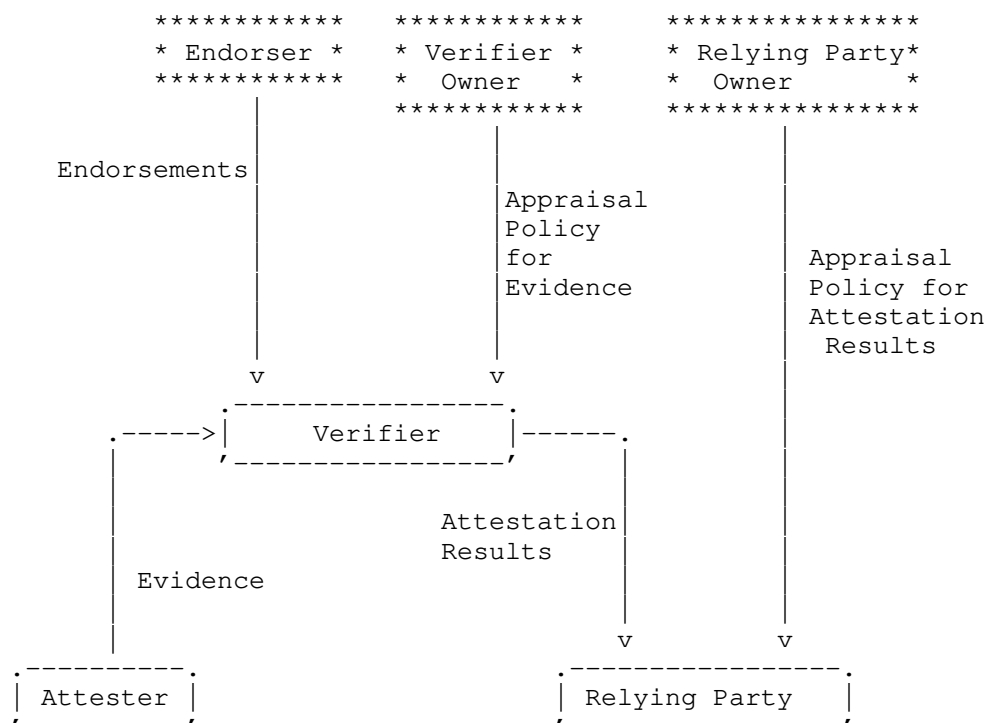 ************ ************ ****************
* Endorser * * Verifier * * Relying Party*
************ * Owner * * Owner *
************ ****************
Endorsements
Appraisal
Policy
for Appraisal
Evidence Policy for
Attestation
Results
v v
.-----------------.
.----->| Verifier |------.
'-----------------'
Attestation
Results
Evidence
v v
.----------. .-----------------.
| Attester | | Relying Party |
' ' ' '